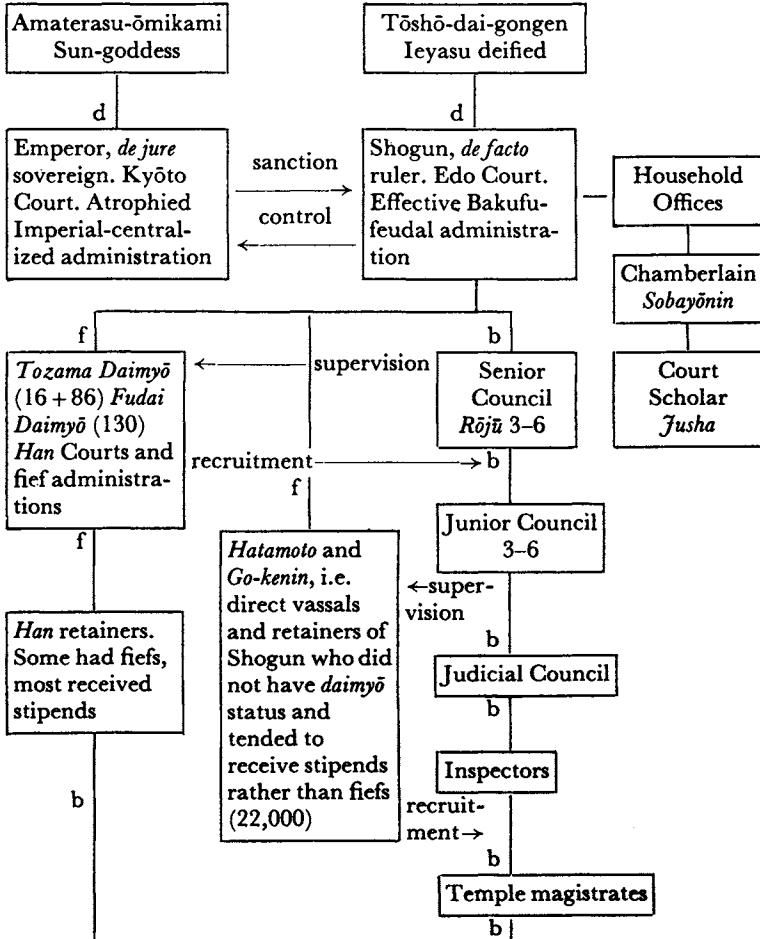 Amaterasu-ōmikami
Sun-goddess
Tōshō-dai-gongen
Ieyasu deified
d
d
Emperor, de jure
sovereign. Kyōto
Court. Atrophied
Imperial-central-
ized administration
sanction
control
Shogun, de facto
ruler. Edo Court.
Effective Bakufu-
feudal administra-
tion
Household
Offices
Chamberlain
Sobayōnin
Court
Scholar
Jusha
f
b
Tozama Daimyō
(16 + 86) Fudai
Daimyō (130)
Han Courts and
fief administra-
tions
supervision
Senior
Council
Rōjū 3–6
recruitment
b
f
f
Junior Council
3–6
Hatamoto and
Go-kenin, i.e.
direct vassals
and retainers of
Shogun who did
not have daimyō
status and
tended to
receive stipends
rather than fiefs
(22,000)
←super-
vision
b
Han retainers.
Some had fiefs,
most received
stipends
Judicial Council
b
Inspectors
b
recruit-
ment→
b
Temple magistrates
b